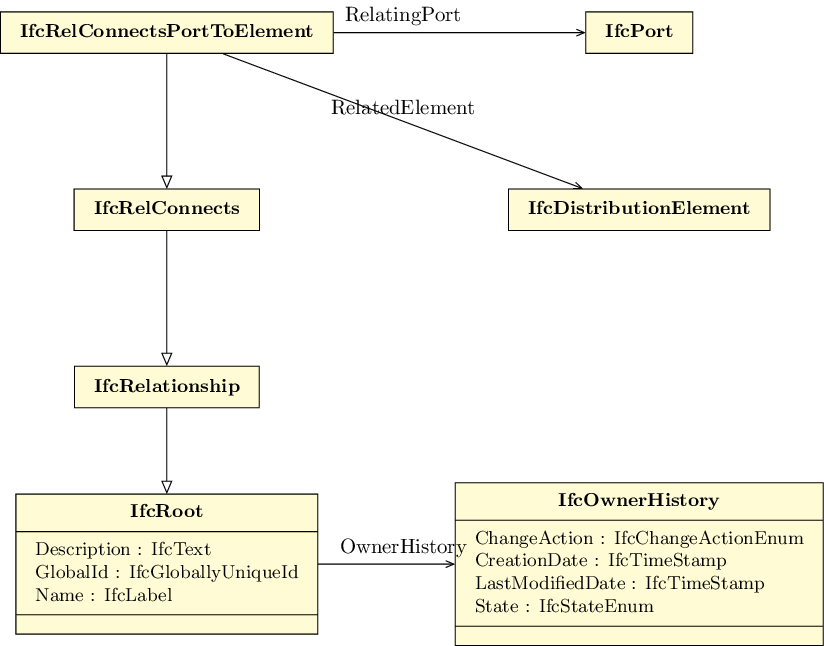 IfcRelConnectsPortToElement
RelatingPort
IfcPort
RelatedElement
IfcRelConnects
IfcDistributionElement
IfcRelationship
IfcRoot
Description : IfcText
GlobalId : IfcGloballyUniqueId
Name : IfcLabel
OwnerHistory
IfcOwnerHistory
ChangeAction : IfcChangeActionEnum
CreationDate : IfcTimeStamp
LastModifiedDate : IfcTimeStamp
State : IfcStateEnum